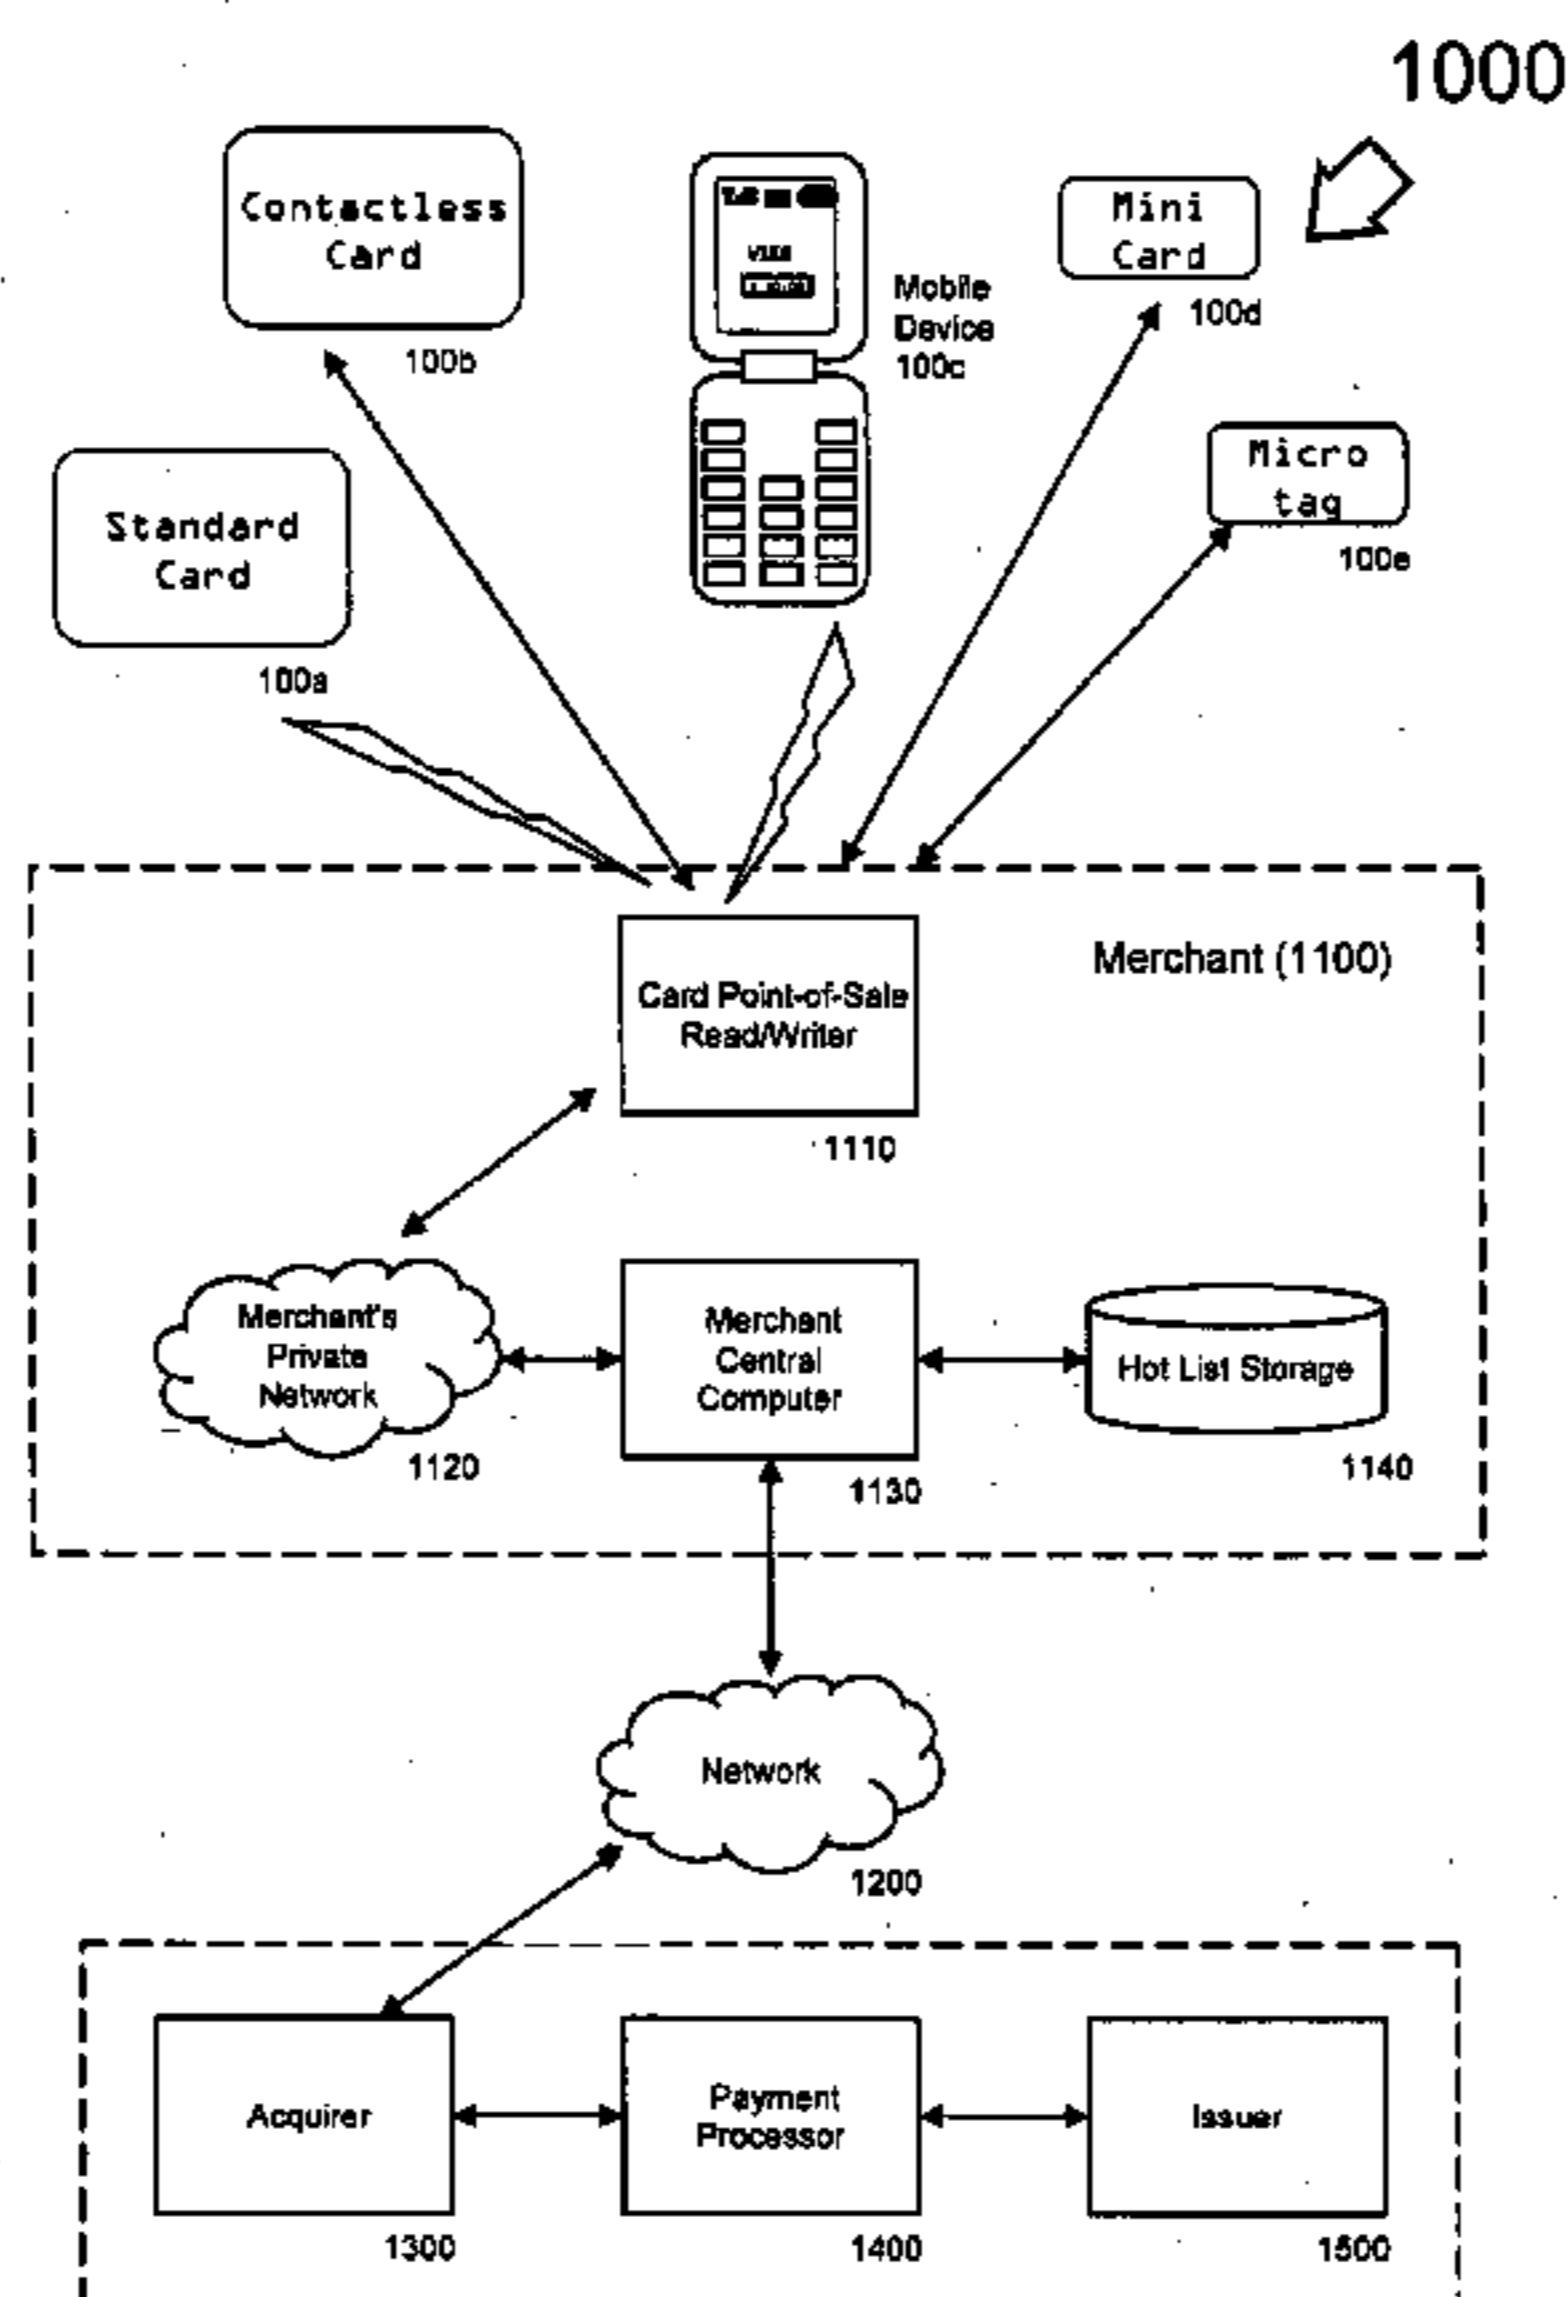 1000
Contactless
Card
100b
Mobile
Device
100c
Mini
Card
100d
Standard
Card
100a
Micro
tag
100e
Merchant (1100)
Card Point-of-Sale
Read/Writer
1110
Merchant's
Private
Network
1120
Merchant
Central
Computer
1130
Hot List Storage
1140
Network
1200
Acquirer
1300
Payment
Processor
1400
Issuer
1500